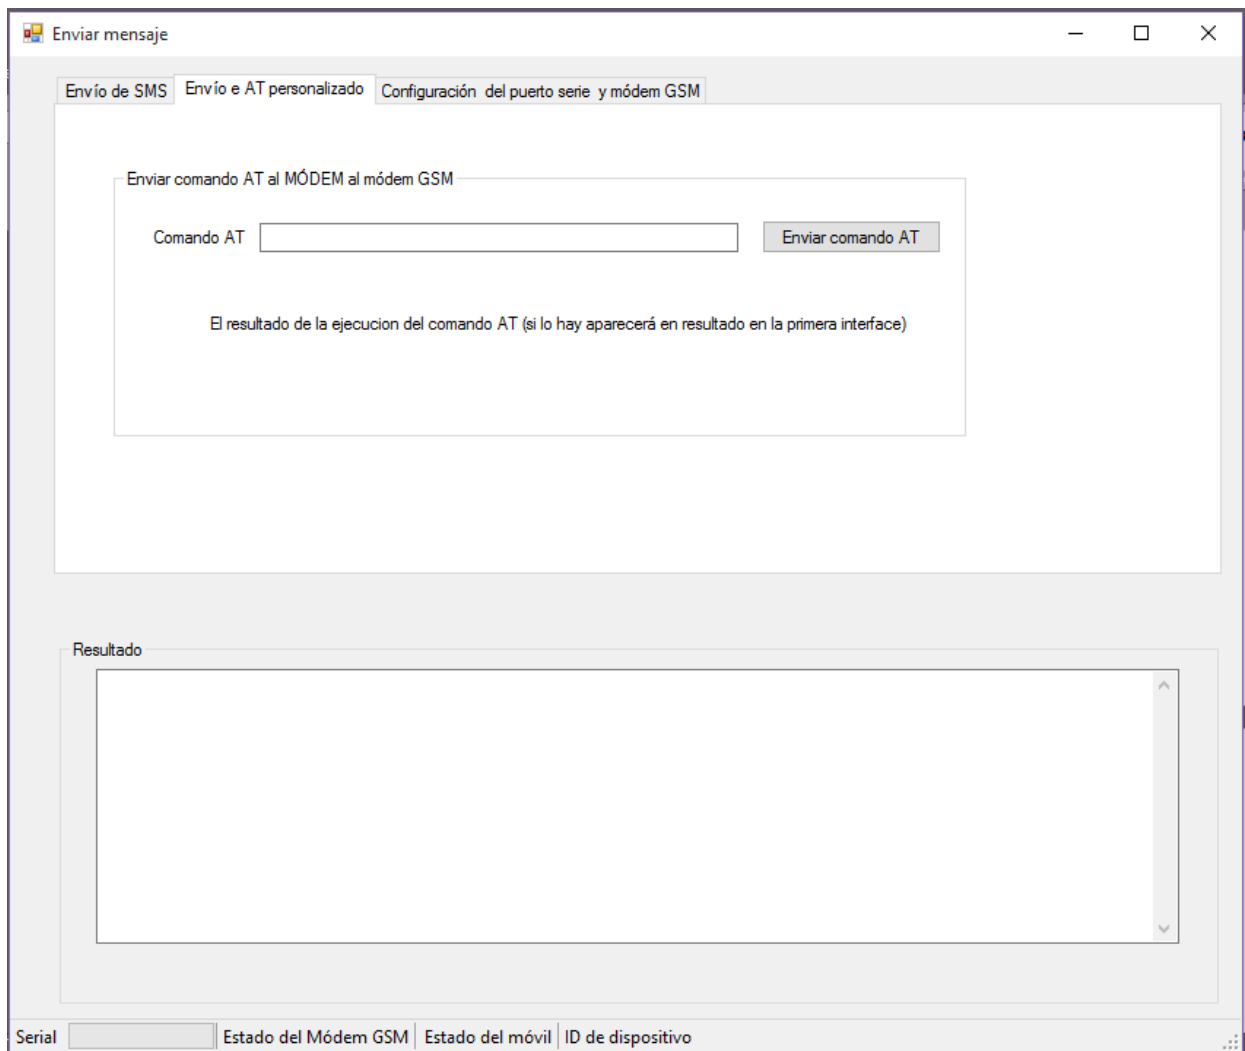 Enviar mensaje
Envío de SMS
Envío e AT personalizado
Configuración del puerto serie y módem GSM
Enviar comando AT al MÓDEM al módem GSM
Comando AT
Enviar comando AT
El resultado de la ejecucion del comando AT (si lo hay aparecerá en resultado en la primera interface)
Resultado
Serial
Estado del Módem GSM
Estado del móvil
ID de dispositivo